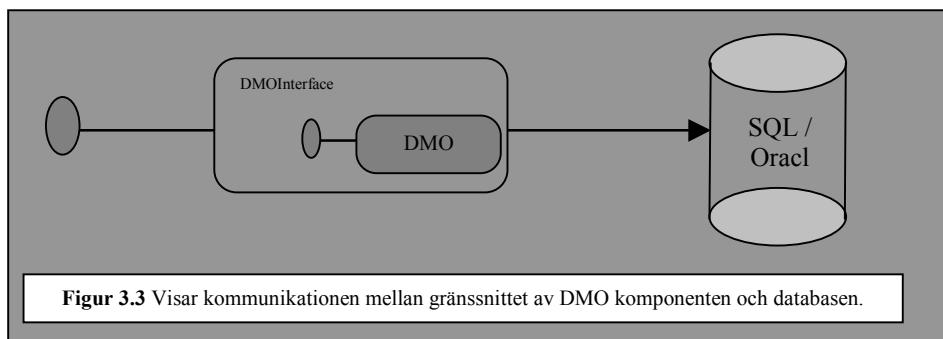 DMOInterface
DMO
SQL /
Oracl
Figur 3.3 Visar kommunikationen mellan gränssnittet av DMO komponenten och databasen.